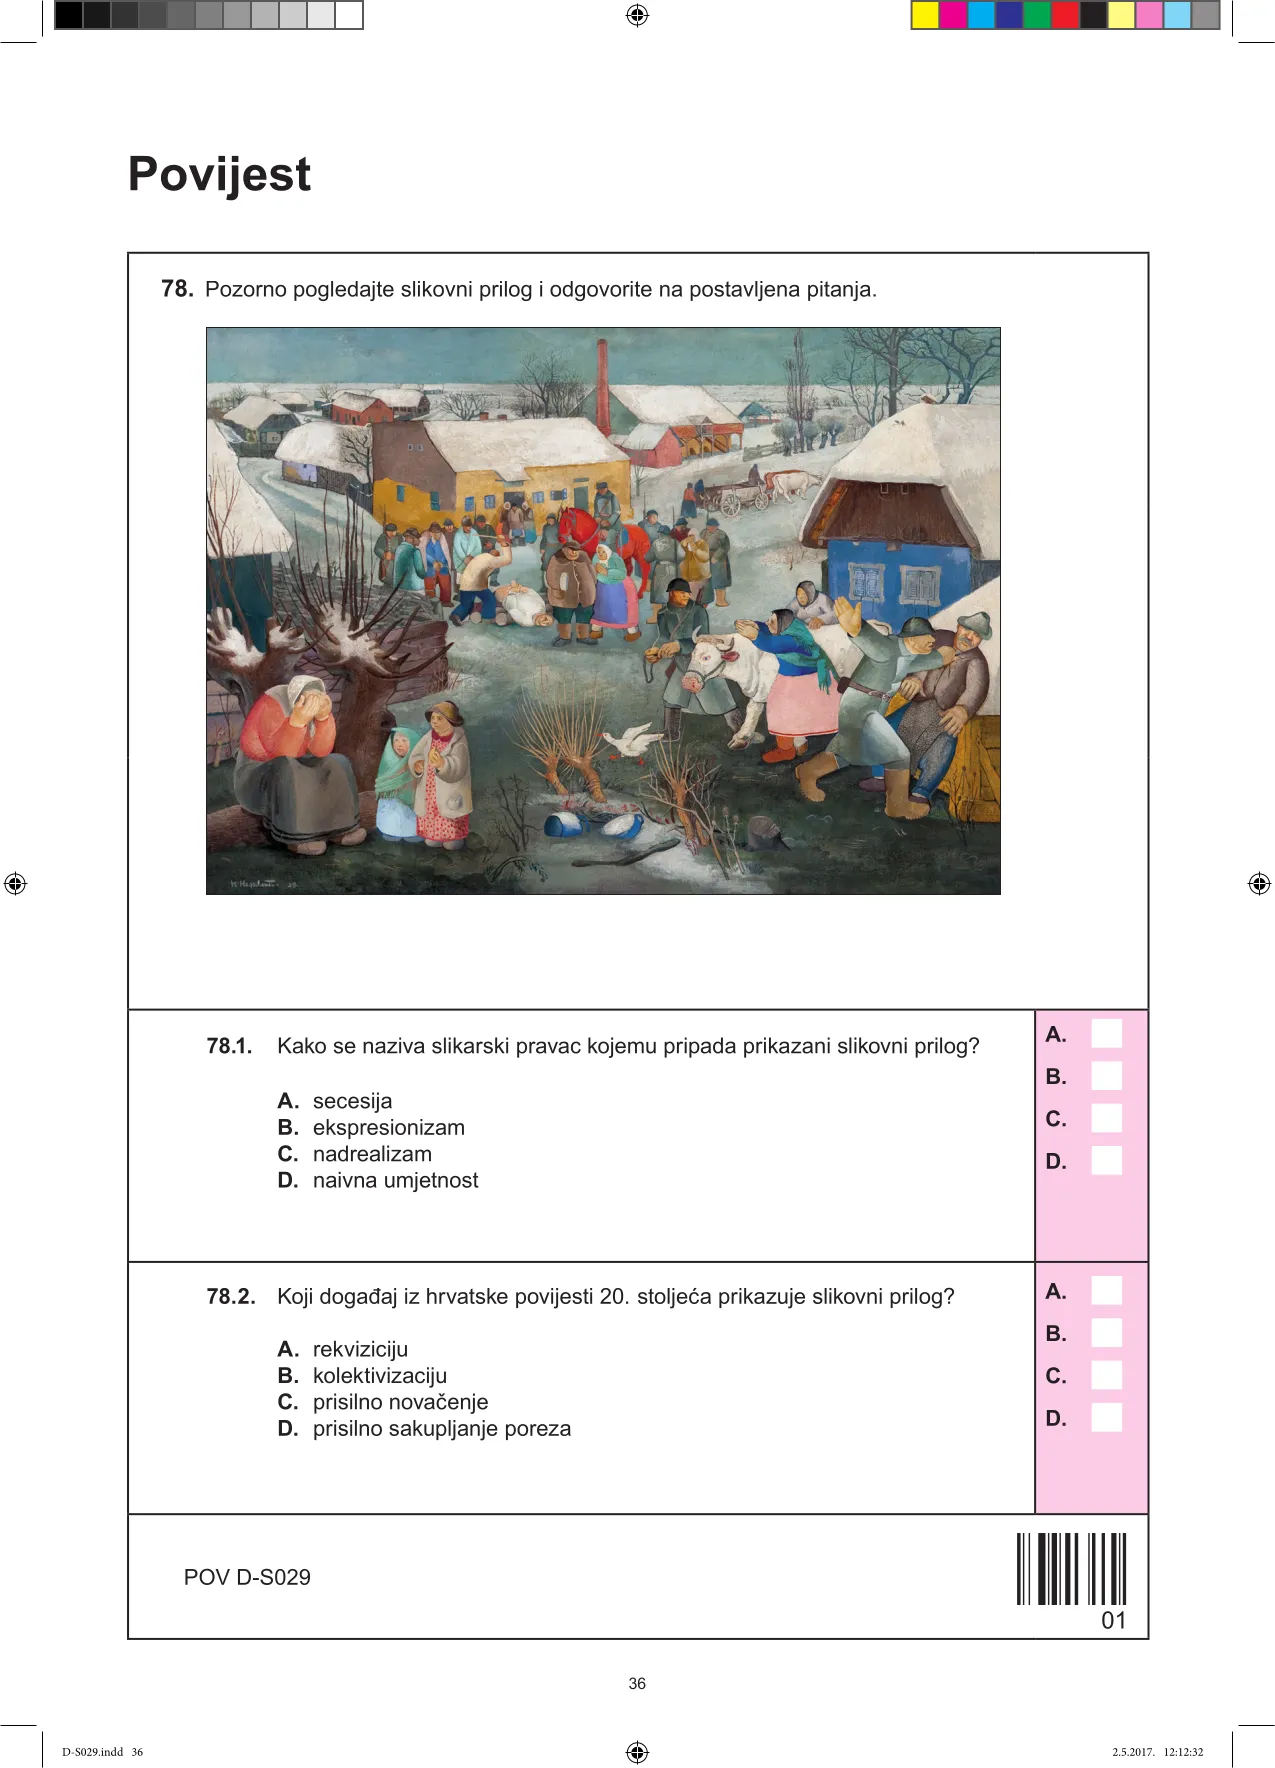 Povijest
78. Pozorno pogledajte slikovni prilog i odgovorite na postavljena pitanja.
78.1. Kako se naziva slikarski pravac kojemu pripada prikazani slikovni prilog?
A. secesija
B. ekspresionizam
C. nadrealizam
D. naivna umjetnost
A.
B.
C.
D.
78.2. Koji događaj iz hrvatske povijesti 20. stoljeća prikazuje slikovni prilog?
A. rekviziciju
B. kolektivizaciju
C. prisilno novačenje
D. prisilno sakupljanje poreza
A.
B.
C.
D.
POV D-S029
01
36
D-S029.indd 36
2.5.2017. 12:12:32